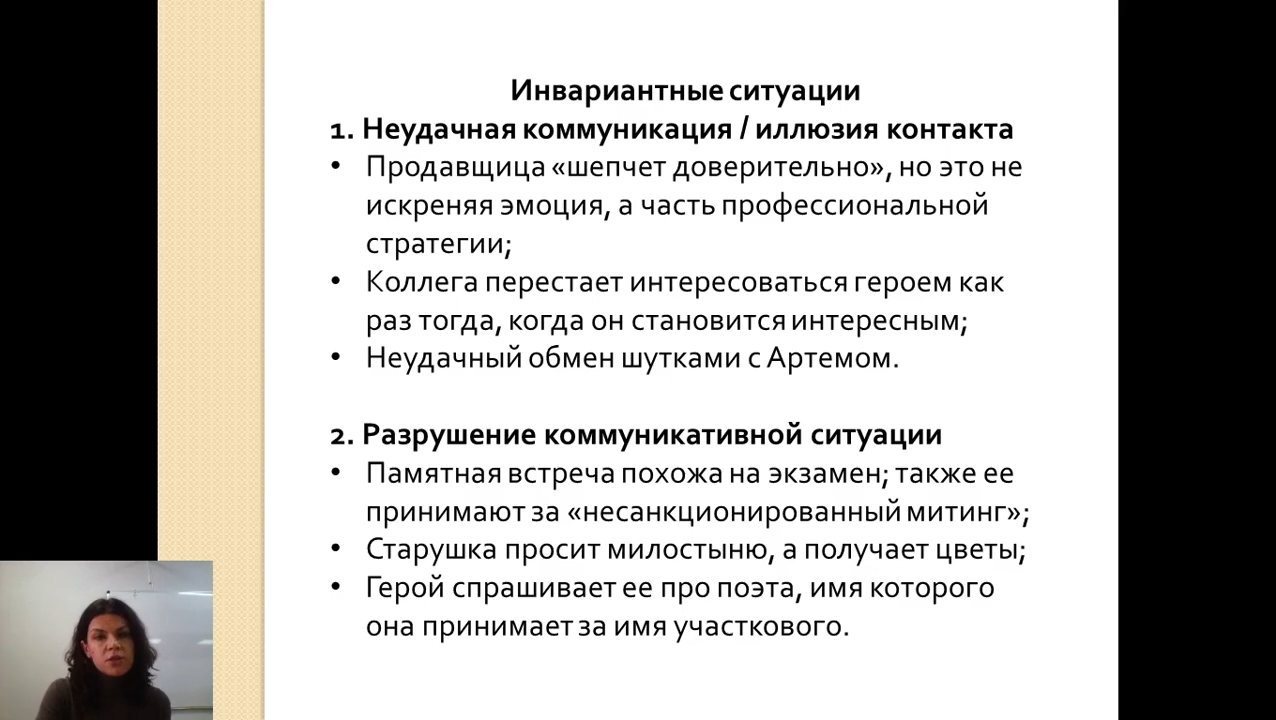 Инвариантные ситуации
1. Неудачная коммуникация / иллюзия контакта
• Продавщица «шепчет доверительно», но это не
искреняя эмоция, а часть профессиональной
стратегии;
• Коллега перестает интересоваться героем как
раз тогда, когда он становится интересным;
• Неудачный обмен шутками с Артемом.
2. Разрушение коммуникативной ситуации
• Памятная встреча похожа на экзамен; также ее
принимают за «несанкционированный митинг»;
• Старушка просит милостыню, а получает цветы;
• Герой спрашивает ее про поэта, имя которого
она принимает за имя участкового.